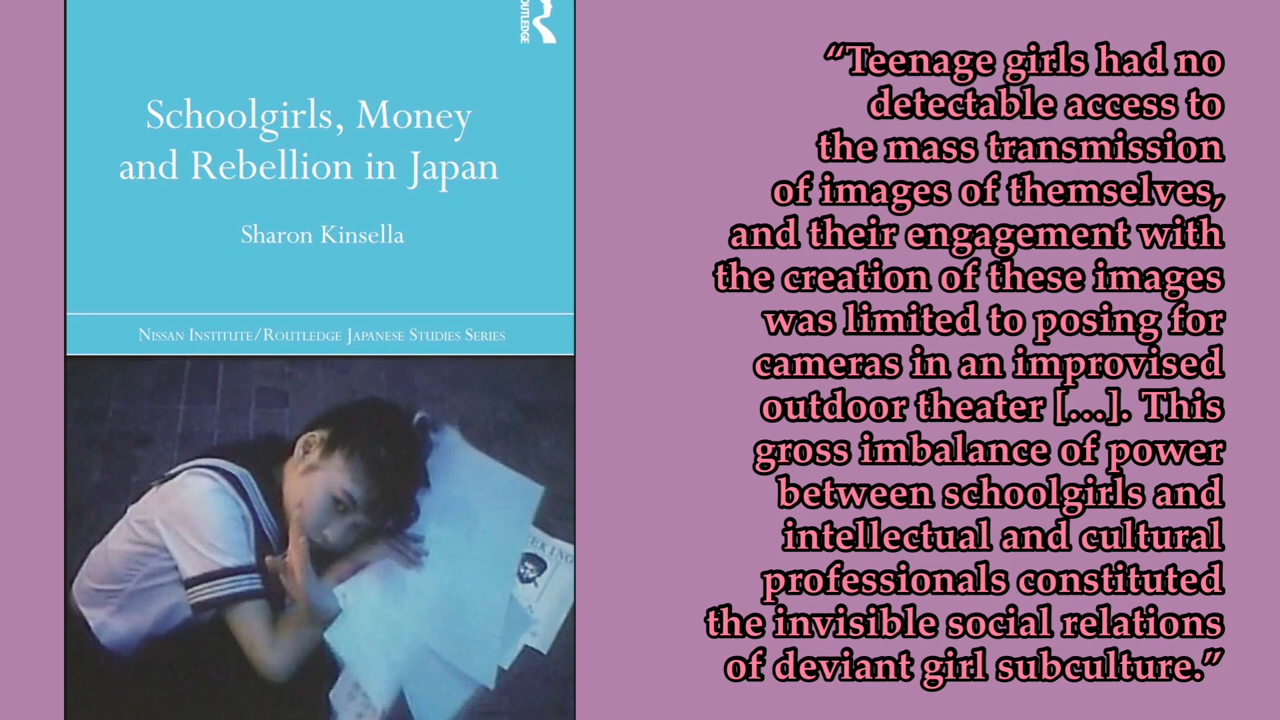 ROUTLEDGE
Schoolgirls, Money
and Rebellion in Japan
Sharon Kinsella
NISSAN INSTITUTE/ROUTLEDGE JAPANESE STUDIES SERIES
“Teenage girls had no
detectable access to
the mass transmission
of images of themselves,
and their engagement with
the creation of these images
was limited to posing for
cameras in an improvised
outdoor theater [...]. This
gross imbalance of power
between schoolgirls and
intellectual and cultural
professionals constituted
the invisible social relations
of deviant girl subculture.”